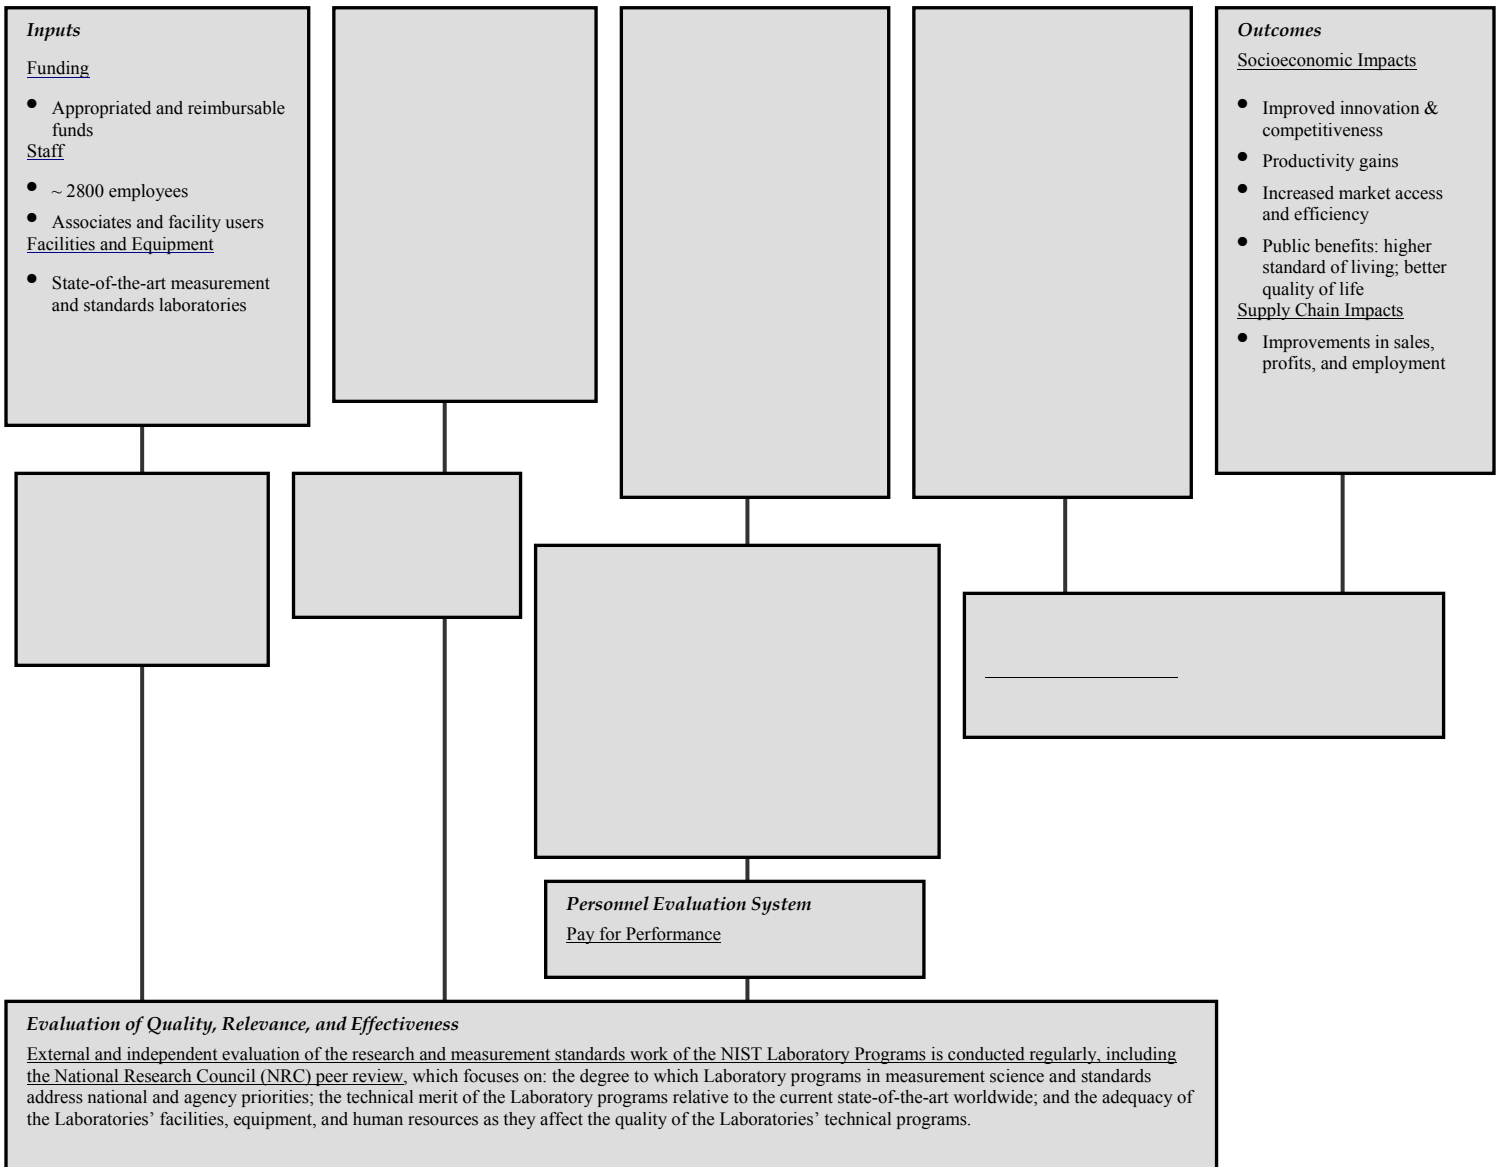 Inputs
Funding
• Appropriated and reimbursable
funds
Staff
• ~ 2800 employees
• Associates and facility users
Facilities and Equipment
• State-of-the-art measurement
and standards laboratories
Outcomes
Socioeconomic Impacts
• Improved innovation &
competitiveness
• Productivity gains
• Increased market access
and efficiency
• Public benefits: higher
standard of living; better
quality of life
Supply Chain Impacts
• Improvements in sales,
profits, and employment
Personnel Evaluation System
Pay for Performance
Evaluation of Quality, Relevance, and Effectiveness
External and independent evaluation of the research and measurement standards work of the NIST Laboratory Programs is conducted regularly, including
the National Research Council (NRC) peer review, which focuses on: the degree to which Laboratory programs in measurement science and standards
address national and agency priorities; the technical merit of the Laboratory programs relative to the current state-of-the-art worldwide; and the adequacy of
the Laboratories’ facilities, equipment, and human resources as they affect the quality of the Laboratories’ technical programs.